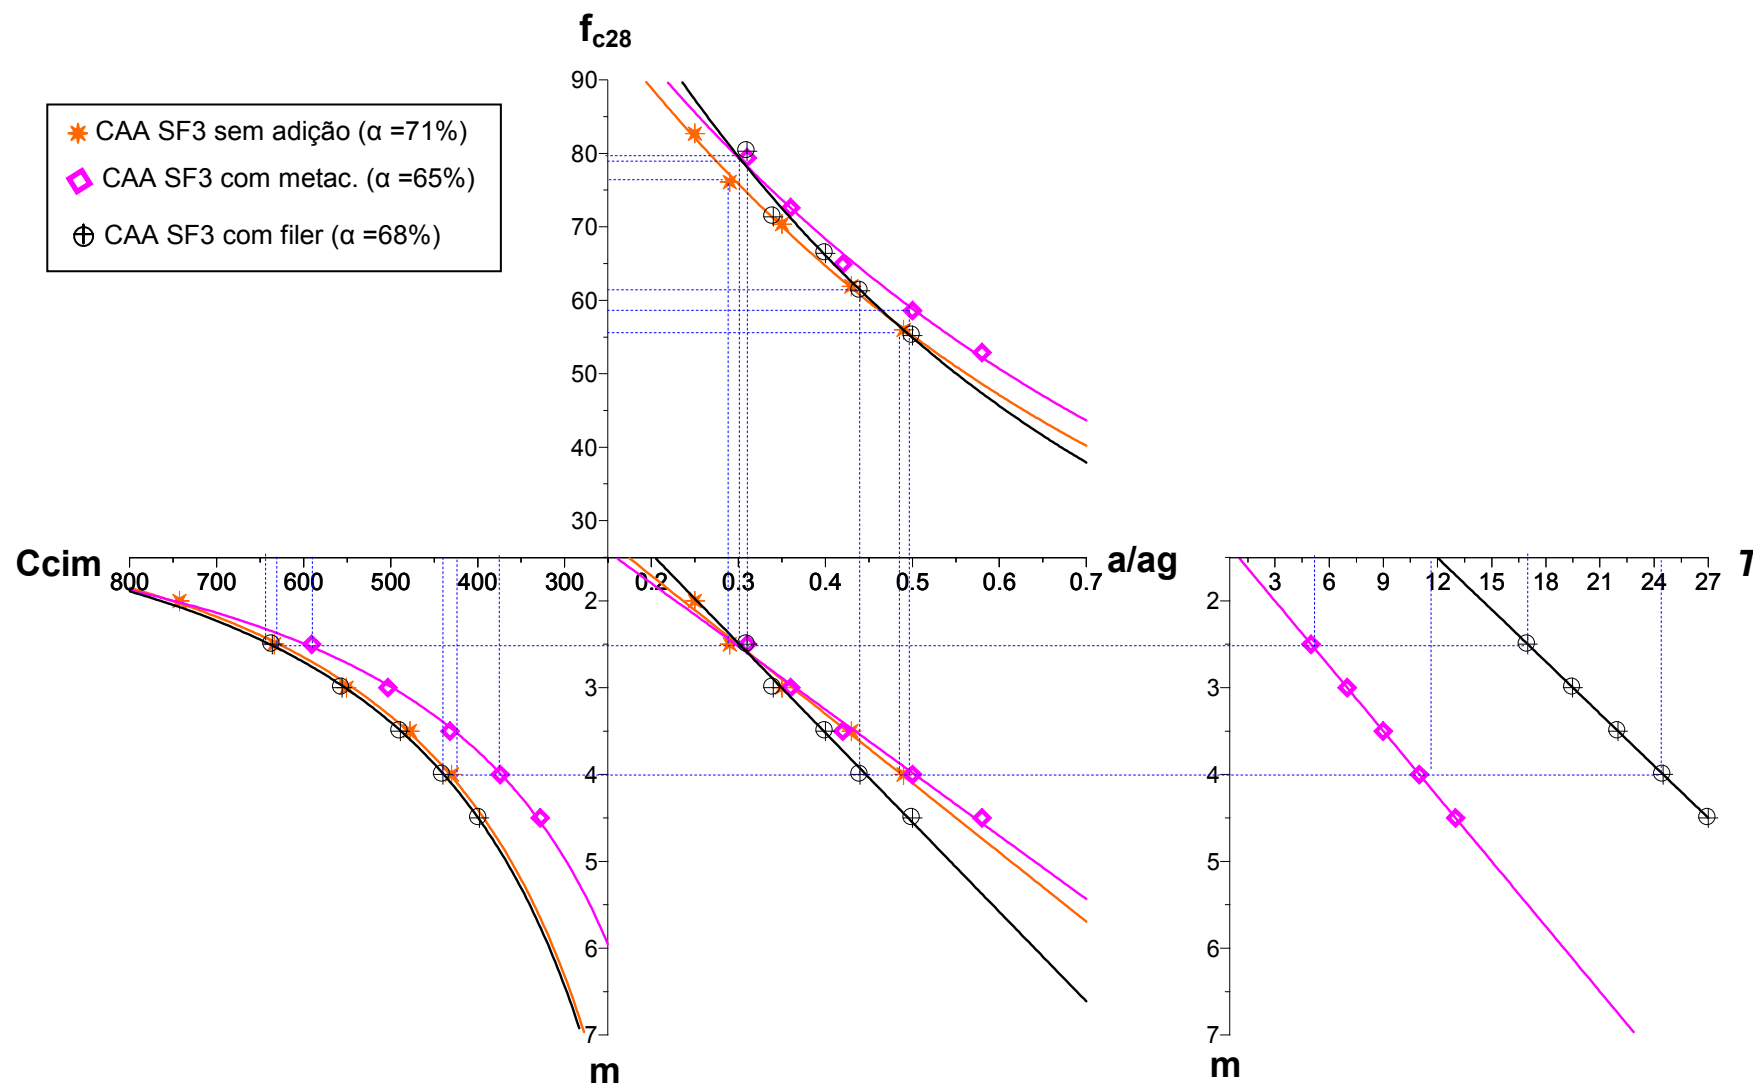 f c28
CAA SF3 sem adição (α =71%)
CAA SF3 com metac. (α =65%)
CAA SF3 com filer (α =68%)
90
80
70
60
50
40
30
Ccim
800 700 600 500 400 300
0.2 0.3 0.4 0.5 0.6 0.7
a/ag
3 6 9 12 15 18 21 24 27
T
2
3
4
5
6
7
m
2
3
4
5
6
7
m